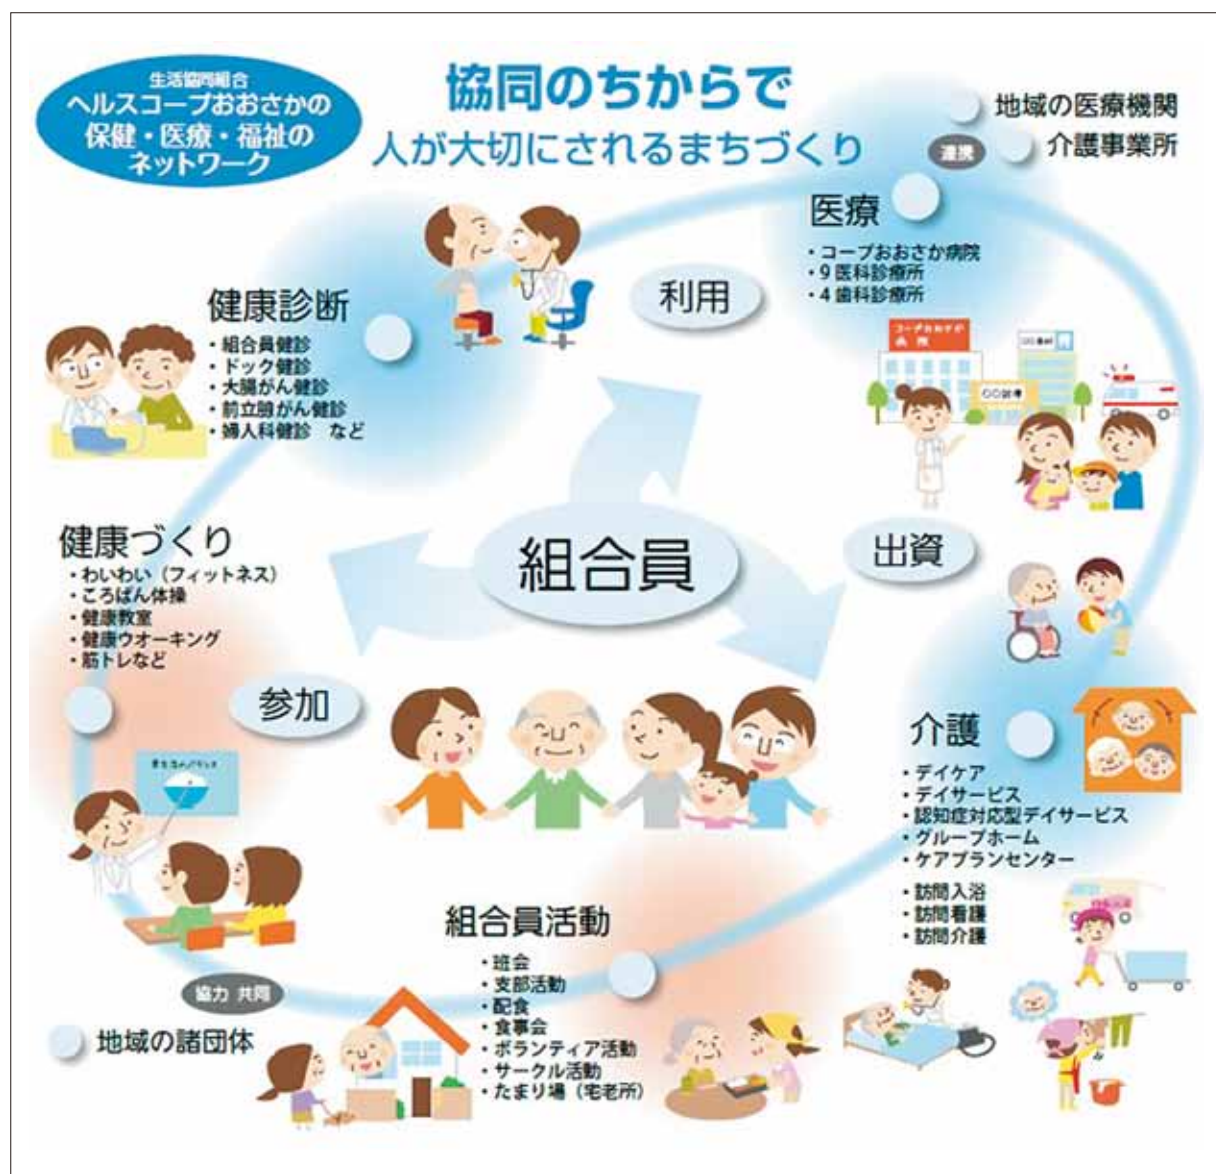 生活協同組合
ヘルスコープおおさかの
保健・医療・福祉の
ネットワーク
協同のちからで
人が大切にされるまちづくり
地域の医療機関
連携
介護事業所
医療
・コープおおさか病院
・9医科診療所
・4歯科診療所
コープおおさか
病院
利用
健康診断
・組合員健診
・ドック健診
・大腸がん健診
・前立腺がん健診
・婦人科健診　など
組合員
出資
健康づくり
・わいわい（フィットネス）
・ころばん体操
・健康教室
・健康ウオーキング
・筋トレなど
参加
介護
・デイケア
・デイサービス
・認知症対応型デイサービス
・グループホーム
・ケアプランセンター
・訪問入浴
・訪問看護
・訪問介護
組合員活動
・班会
・支部活動
・配食
・食事会
・ボランティア活動
・サークル活動
・たまり場（宅老所）
協力 共同
地域の諸団体